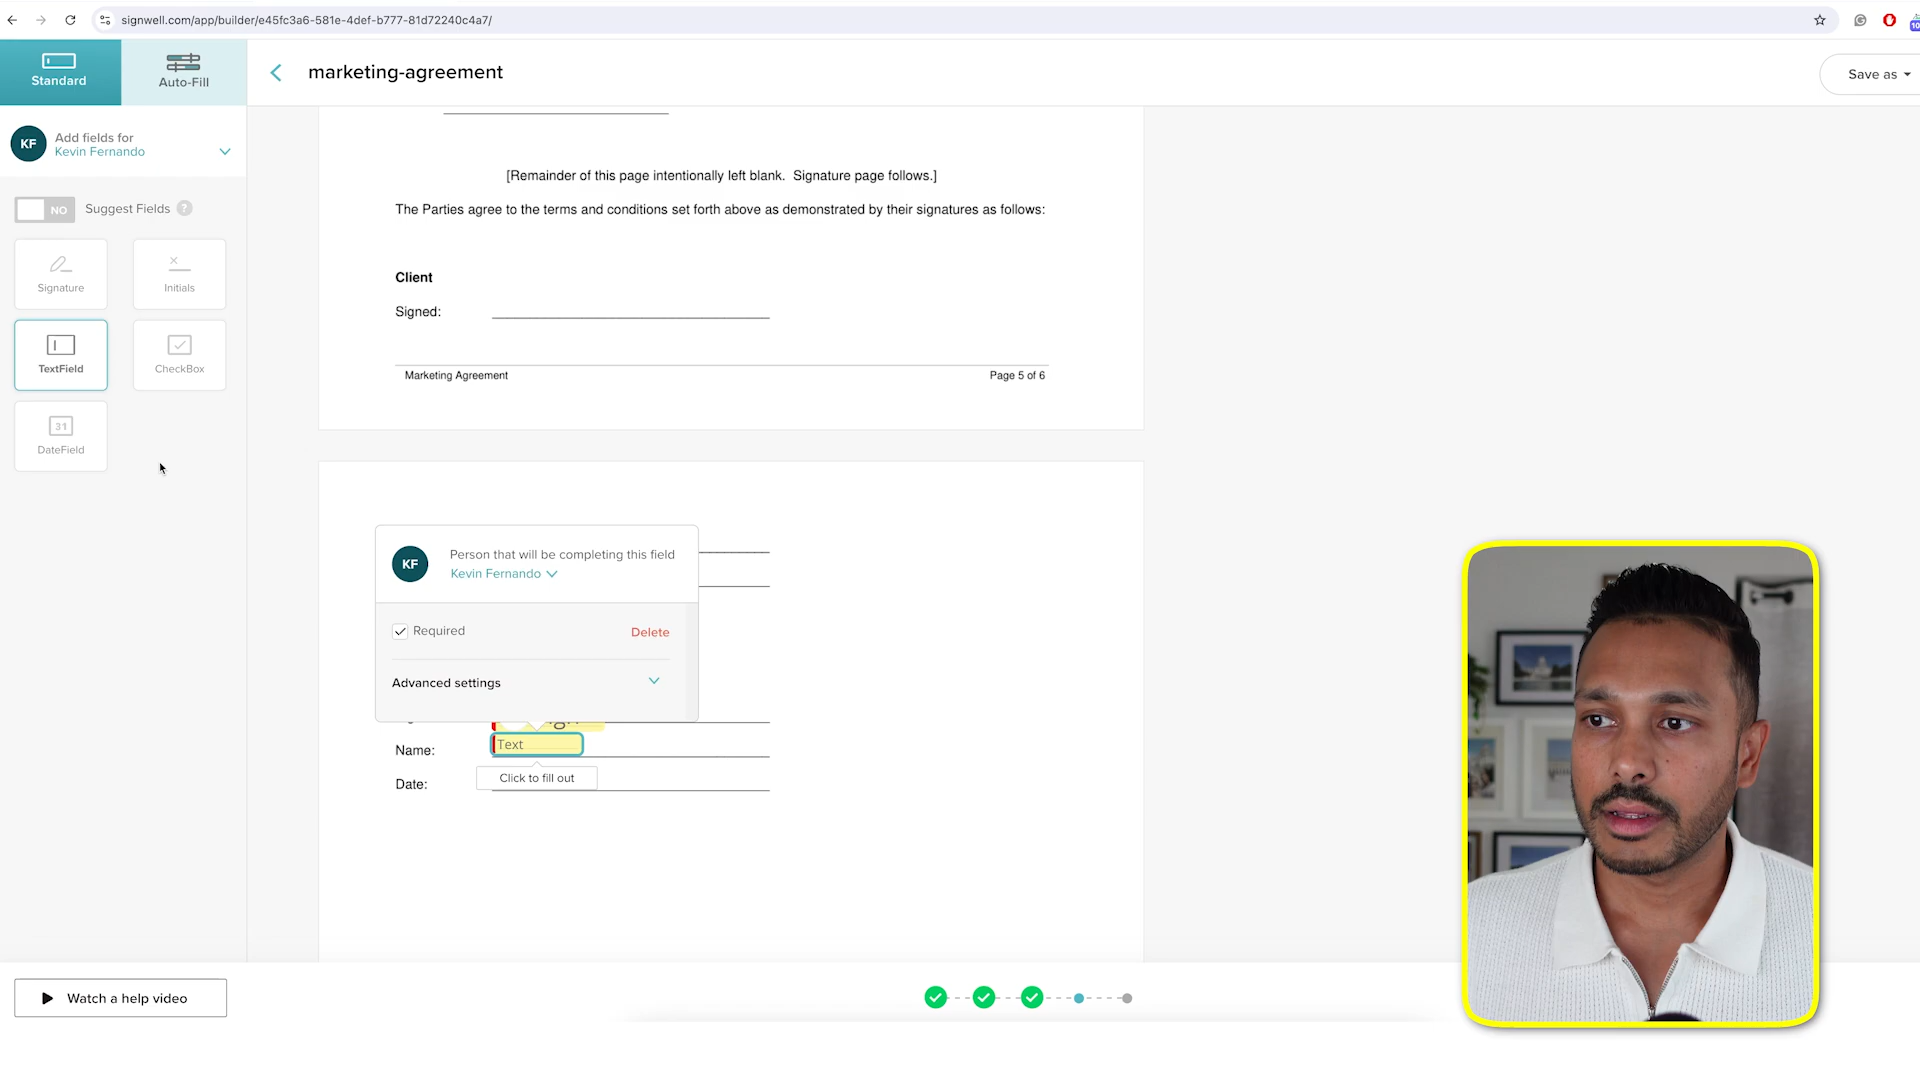 signwell.com/app/builder/e45fc3a6-581e-4def-b777-81d72240c4a7/
Standard
Auto-Fill
marketing-agreement
Save as
KF
Add fields for
Kevin Fernando
NO
Suggest Fields ?
Signature
Initials
TextField
CheckBox
31
DateField
[Remainder of this page intentionally left blank. Signature page follows.]
The Parties agree to the terms and conditions set forth above as demonstrated by their signatures as follows:
Client
Signed:
Marketing Agreement
Page 5 of 6
KF
Person that will be completing this field
Kevin Fernando
Required
Delete
Advanced settings
Name:
Text
Click to fill out
Date:
Watch a help video